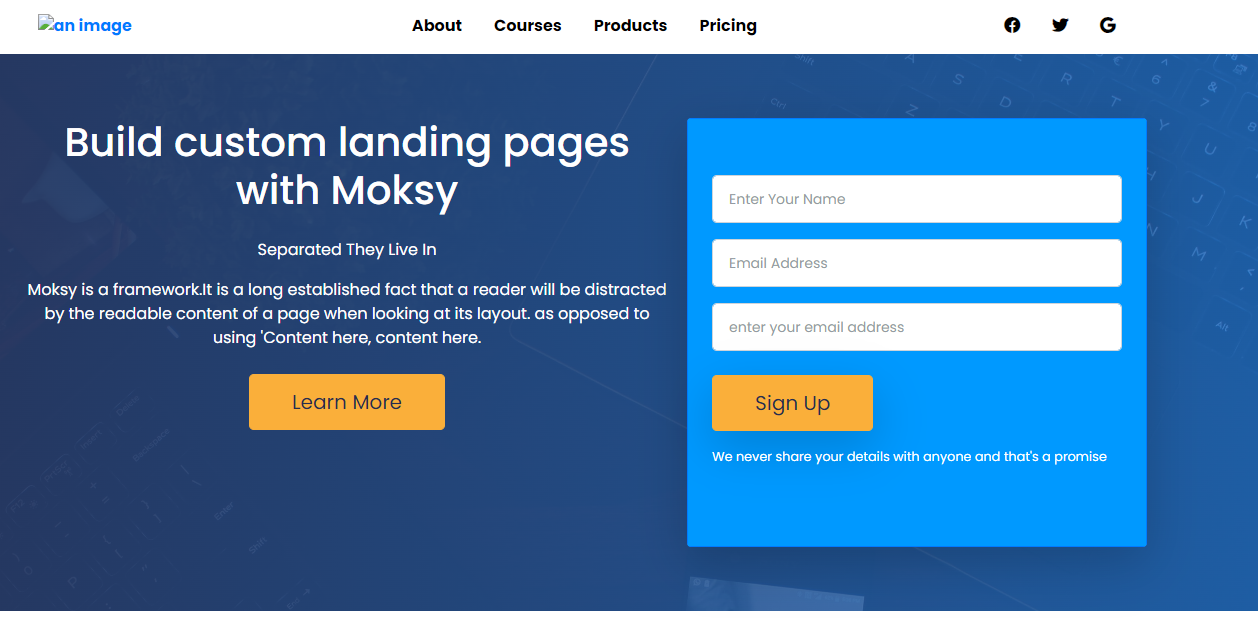 an image
About Courses Products Pricing
Build custom landing pages
with Moksy
Separated They Live In
Moksy is a framework.It is a long established fact that a reader will be distracted
by the readable content of a page when looking at its layout. as opposed to
using 'Content here, content here.
Learn More
Enter Your Name
Email Address
enter your email address
Sign Up
We never share your details with anyone and that's a promise